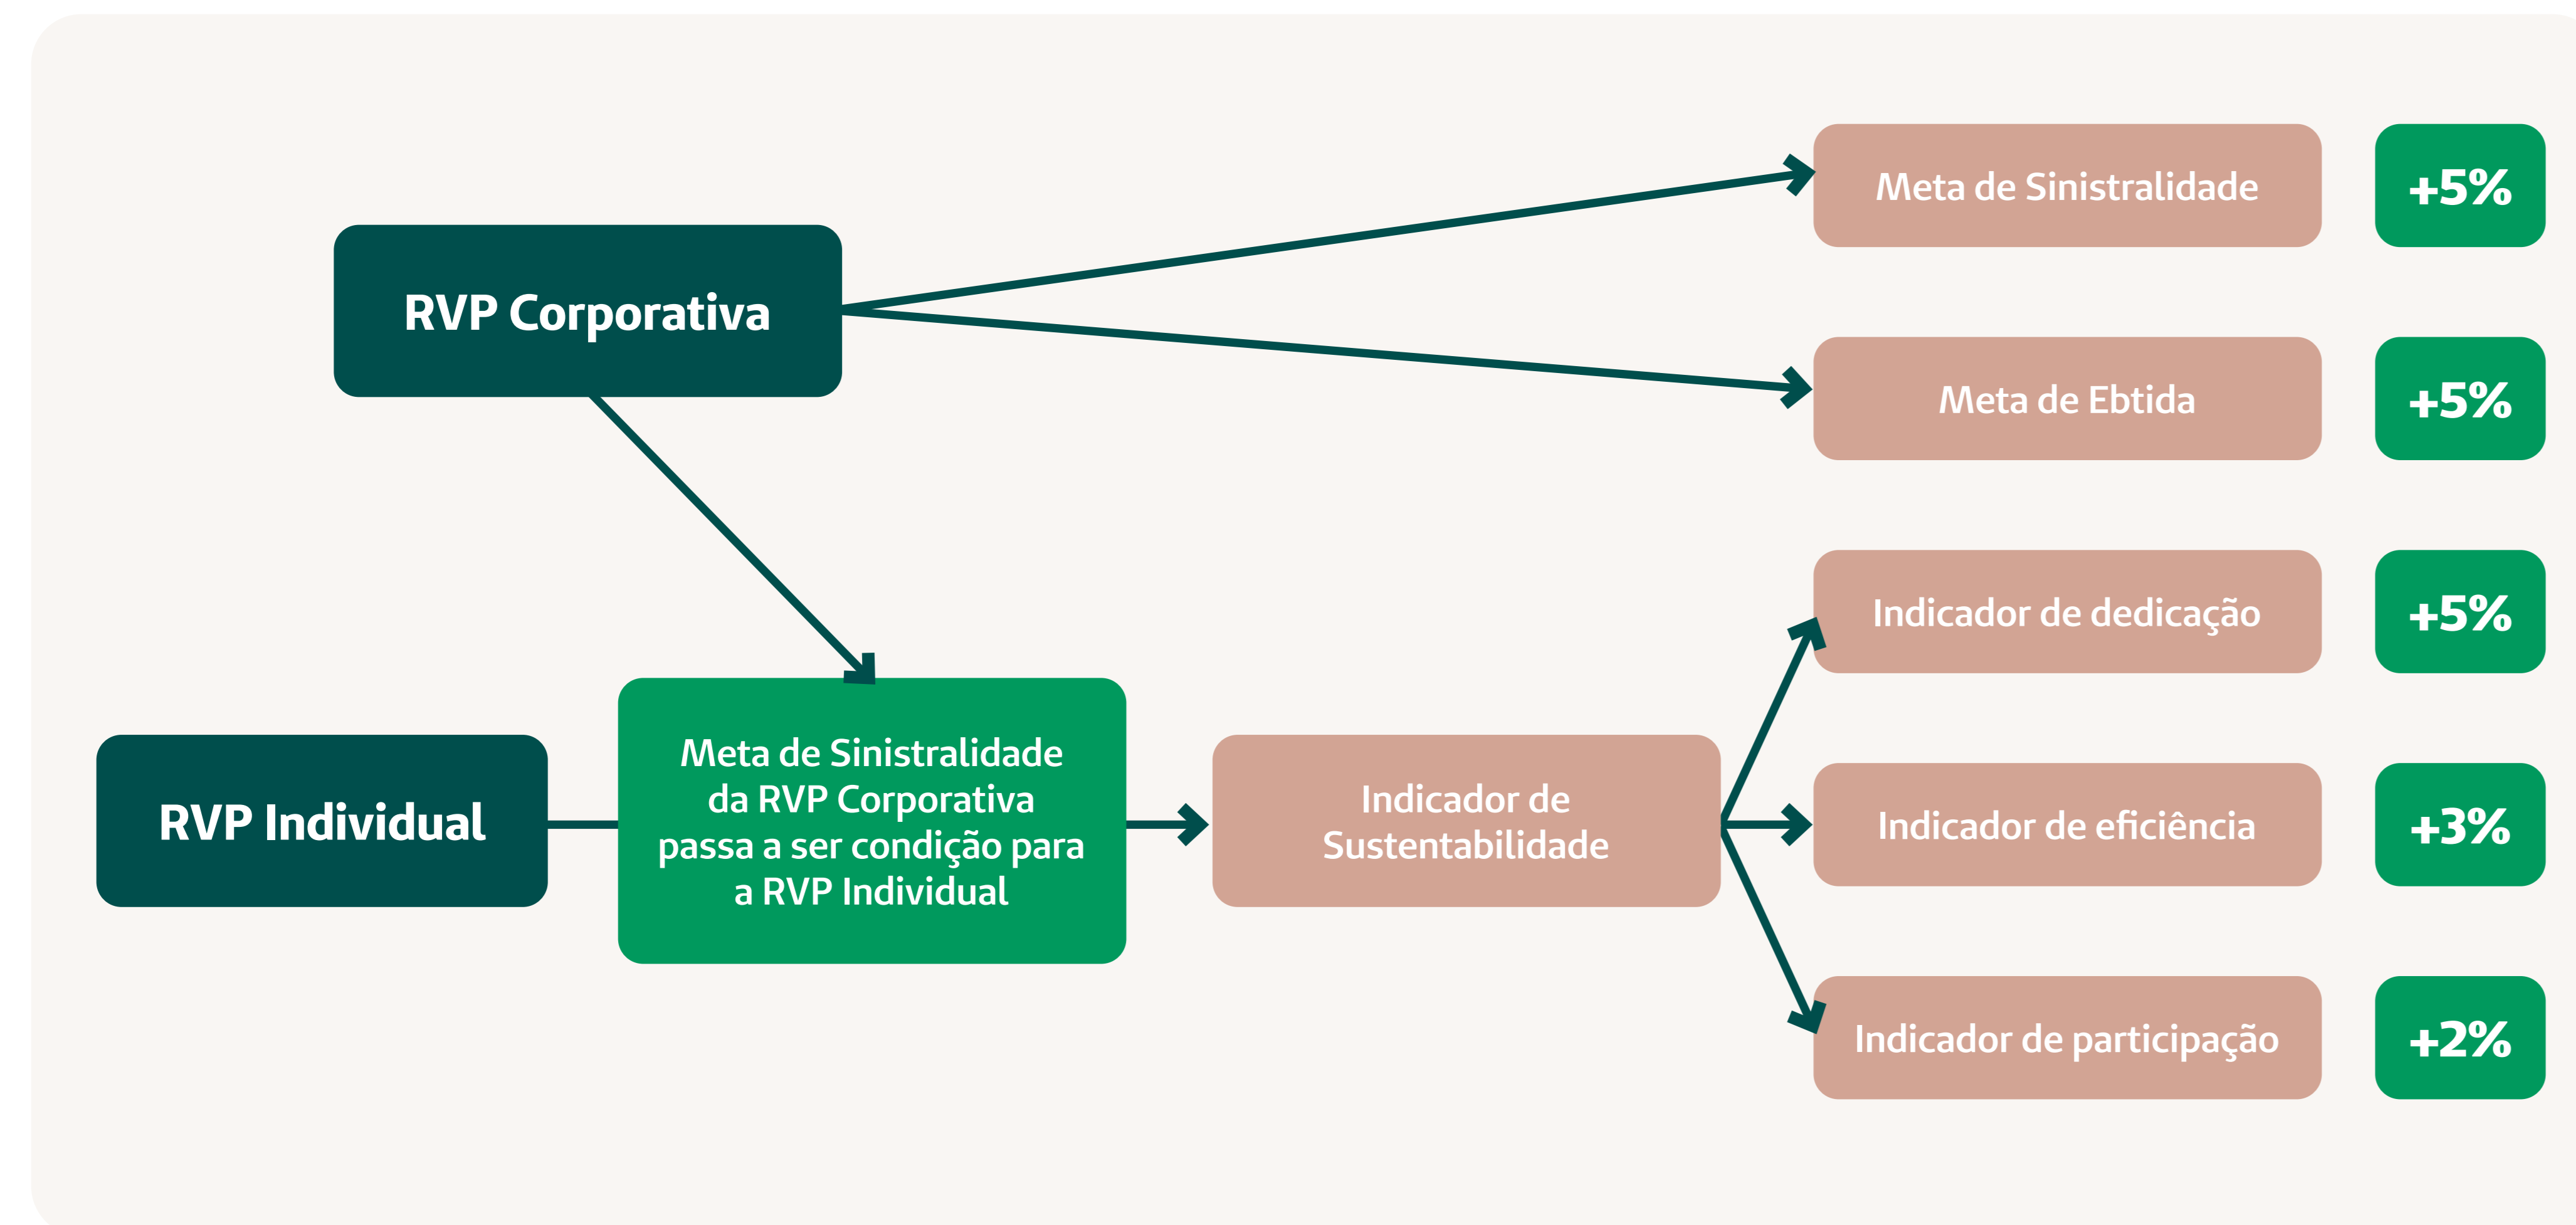 Meta de Sinistralidade
+5%
RVP Corporativa
Meta de Ebtida
+5%
Indicador de dedicação
+5%
RVP Individual
Meta de Sinistralidade
da RVP Corporativa
passa a ser condição para
a RVP Individual
Indicador de
Sustentabilidade
Indicador de eficiência
+3%
Indicador de participação
+2%